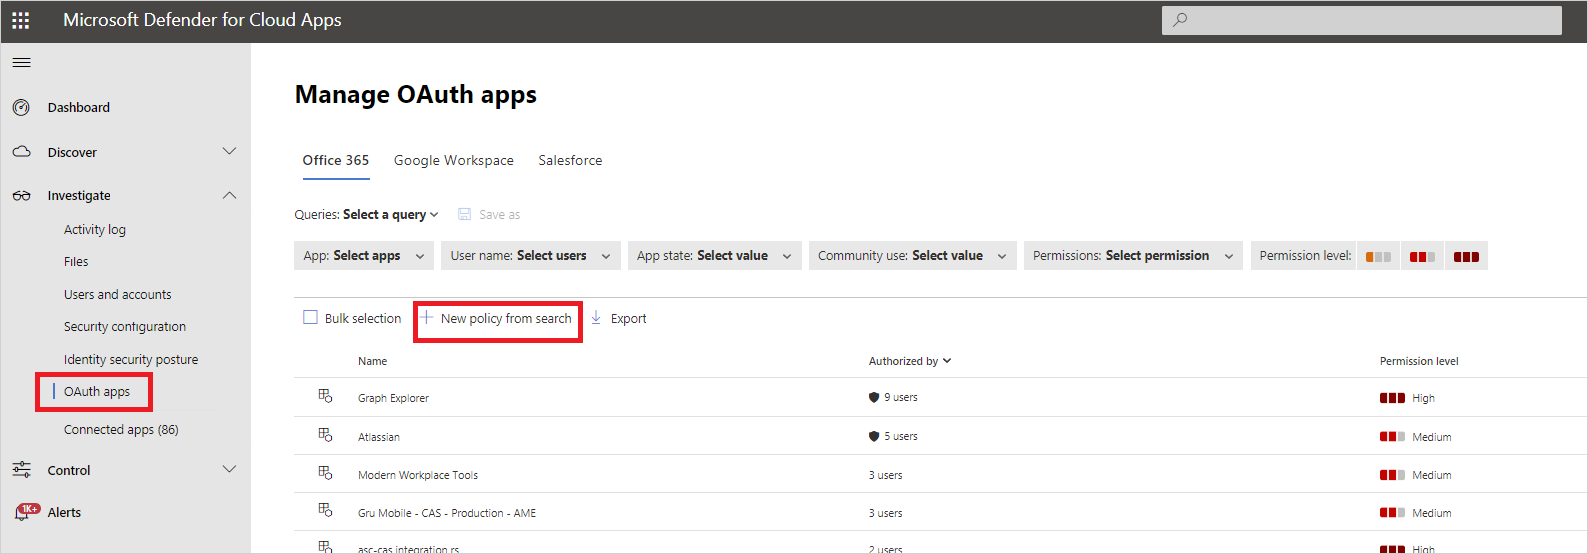 Microsoft Defender for Cloud Apps
Dashboard
Discover
Investigate
Activity log
Files
Users and accounts
Security configuration
Identity security posture
OAuth apps
Connected apps (86)
Control
1K+
Alerts
Manage OAuth apps
Office 365 Google Workspace Salesforce
Queries: Select a query Save as
App: Select apps User name: Select users App state: Select value Community use: Select value Permissions: Select permission Permission level:
Bulk selection New policy from search Export
Name Authorized by Permission level
Graph Explorer 9 users High
Atlassian 5 users Medium
Modern Workplace Tools 3 users Medium
Gru Mobile - CAS - Production - AME 3 users Medium
asc-cas integration rs 2 users High